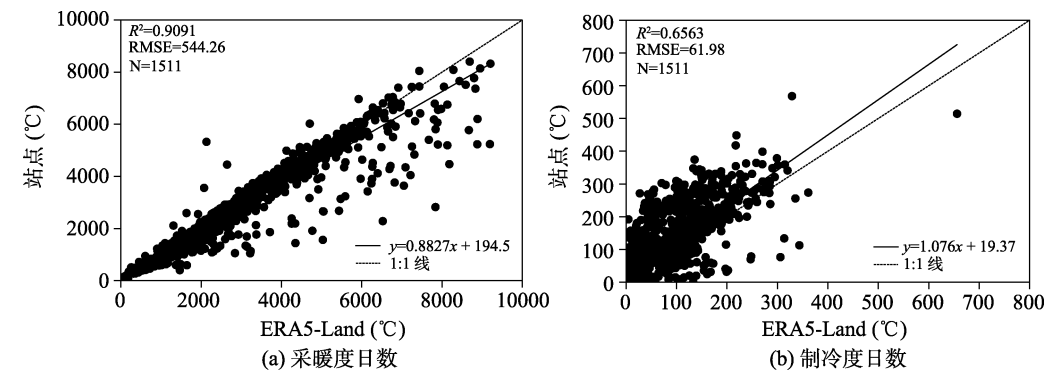 R²=0.9091
RMSE=544.26
N=1511
10000
8000
6000
4000
2000
0
站点 (℃)
y=0.8827x + 194.5
1:1 线
0 2000 4000 6000 8000 10000
ERA5-Land (℃)
(a) 采暖度日数
R²=0.6563
RMSE=61.98
N=1511
800
700
600
500
400
300
200
100
0
站点 (℃)
y=1.076x + 19.37
1:1 线
0 100 200 300 400 500 600 700 800
ERA5-Land (℃)
(b) 制冷度日数